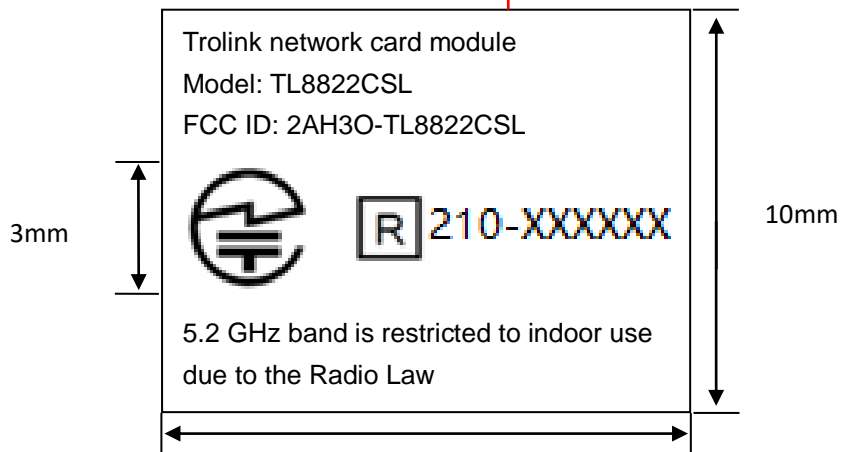 Trolink network card module
Model: TL8822CSL
FCC ID: 2AH3O-TL8822CSL
3mm
R 210-XXXXXX
10mm
5.2 GHz band is restricted to indoor use
due to the Radio Law